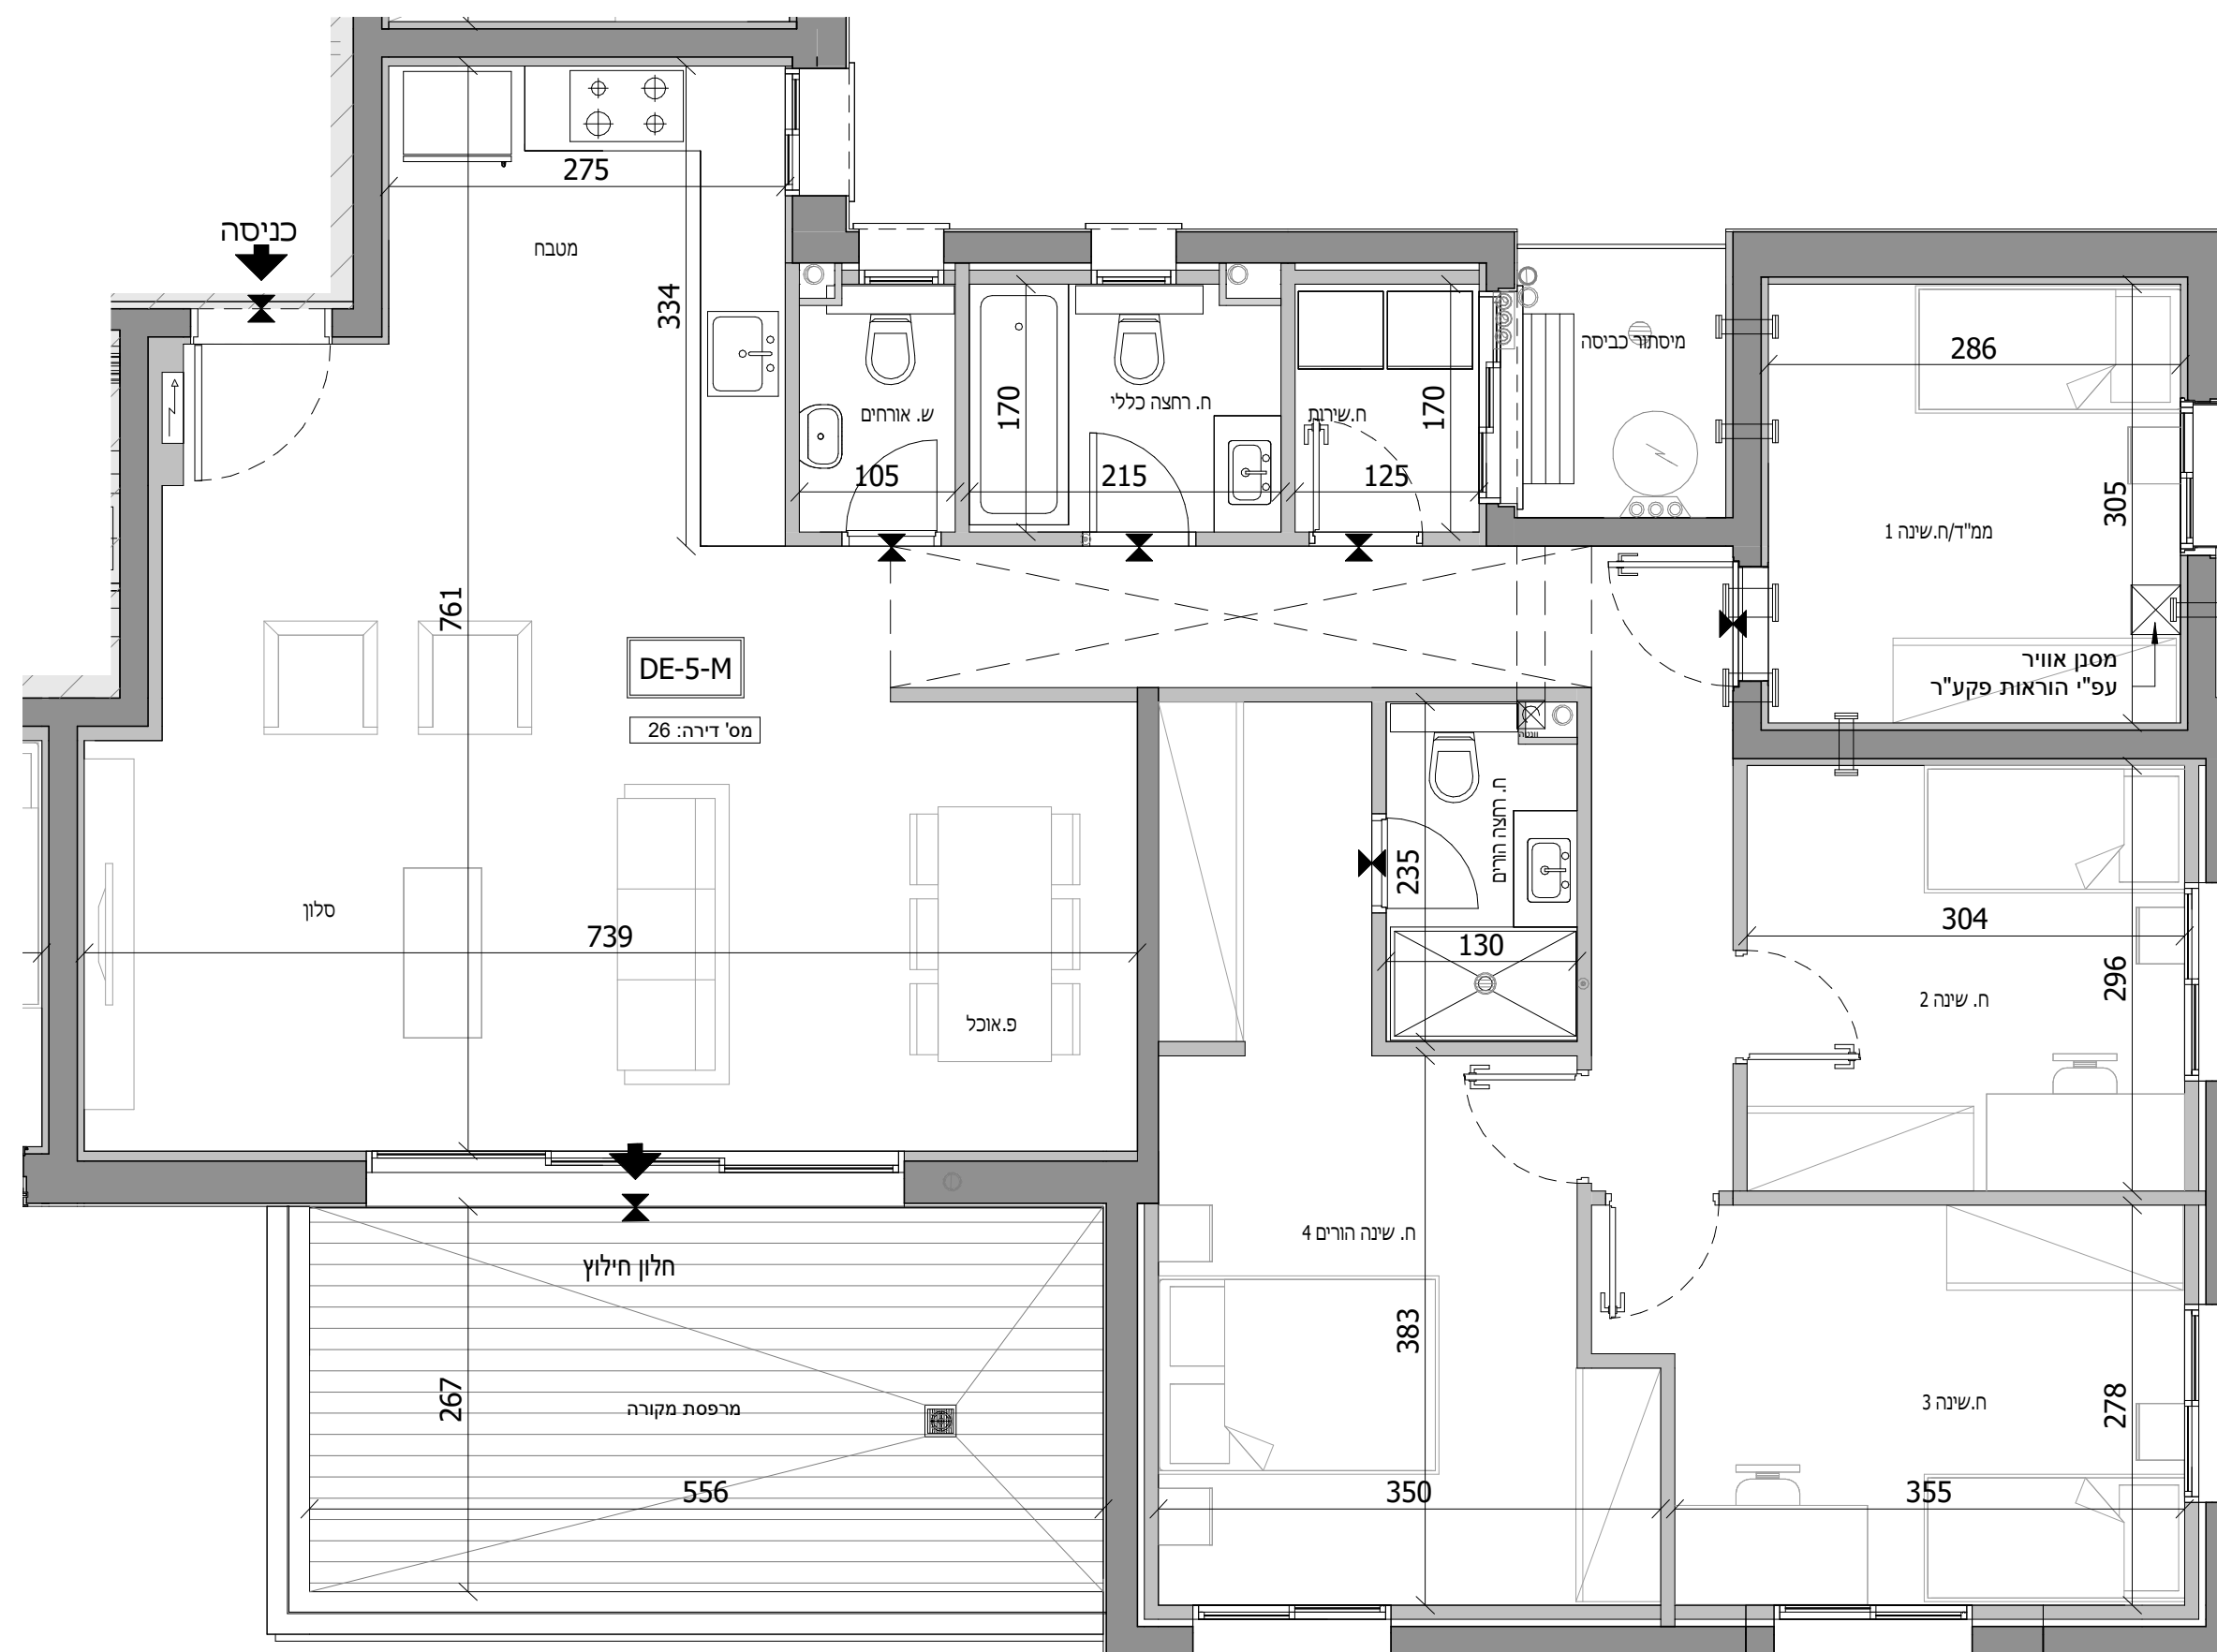 כניסה
275
מטבח
334
מיסתור כביסה
286
ח. רחצה כללי
ש. אורחים
ח.שירות
170
170
105
215
125
305
ממ"ד/ח.שינה 1
761
DE-5-M
מס' דירה: 26
מסנן אוויר
עפ"י הוראות פקע"ר
וונטה
ח. רחצה הורים
235
130
סלון
739
פ.אוכל
304
296
ח. שינה 2
ח. שינה הורים 4
חלון חילוץ
383
267
מרפסת מקורה
556
350
ח.שינה 3
278
355